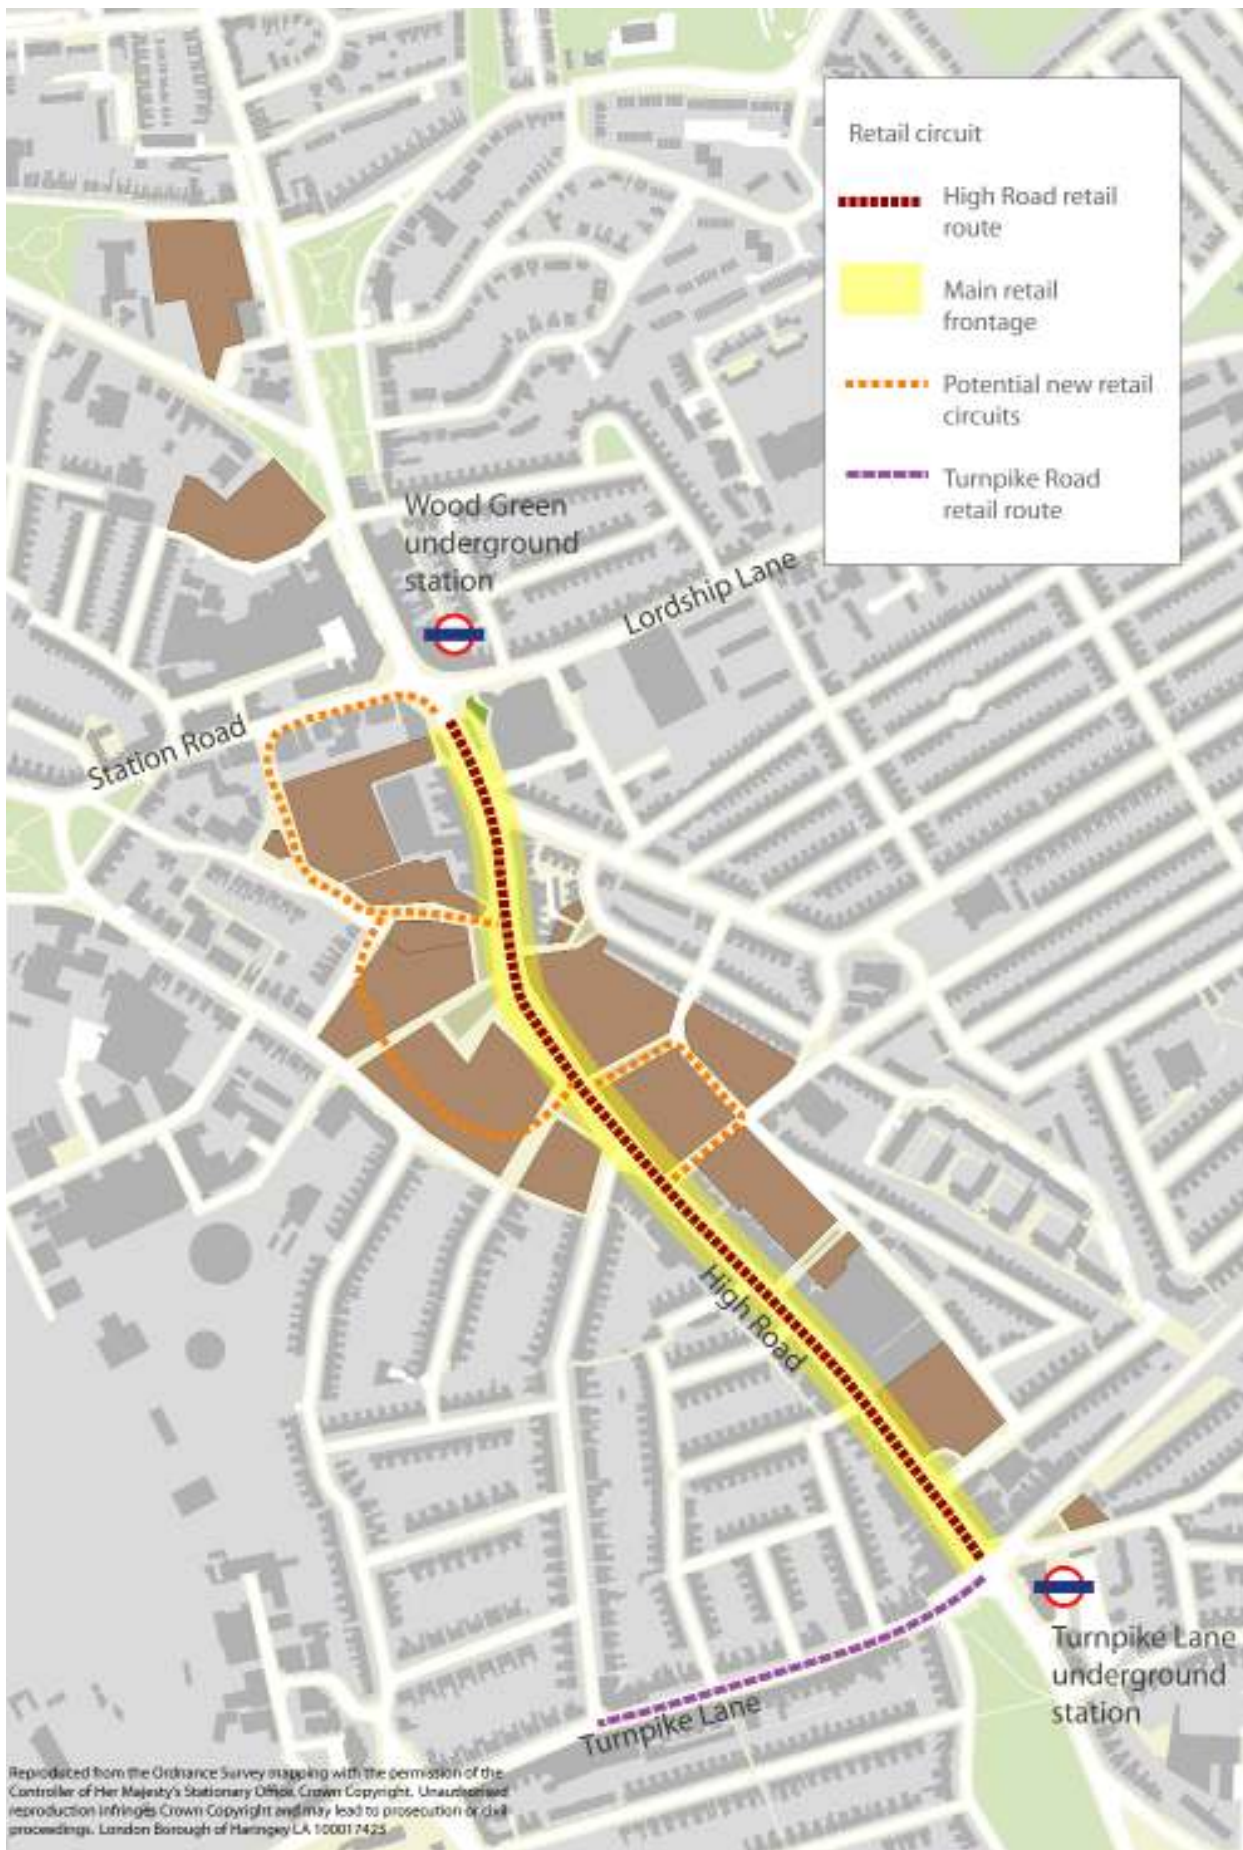 Retail circuit
High Road retail
route
Main retail
frontage
Potential new retail
circuits
Turnpike Road
retail route
Wood Green
underground
station
Lordship Lane
Station Road
High Road
Turnpike Lane
underground
station
Turnpike Lane
Reproduced from the Ordnance Survey mapping with the permission of the
Controller of Her Majesty's Stationary Office Crown Copyright. Unauthorised
reproduction infringes Crown Copyright and may lead to prosecution or civil
proceedings. London Borough of Haringey LA 100017423